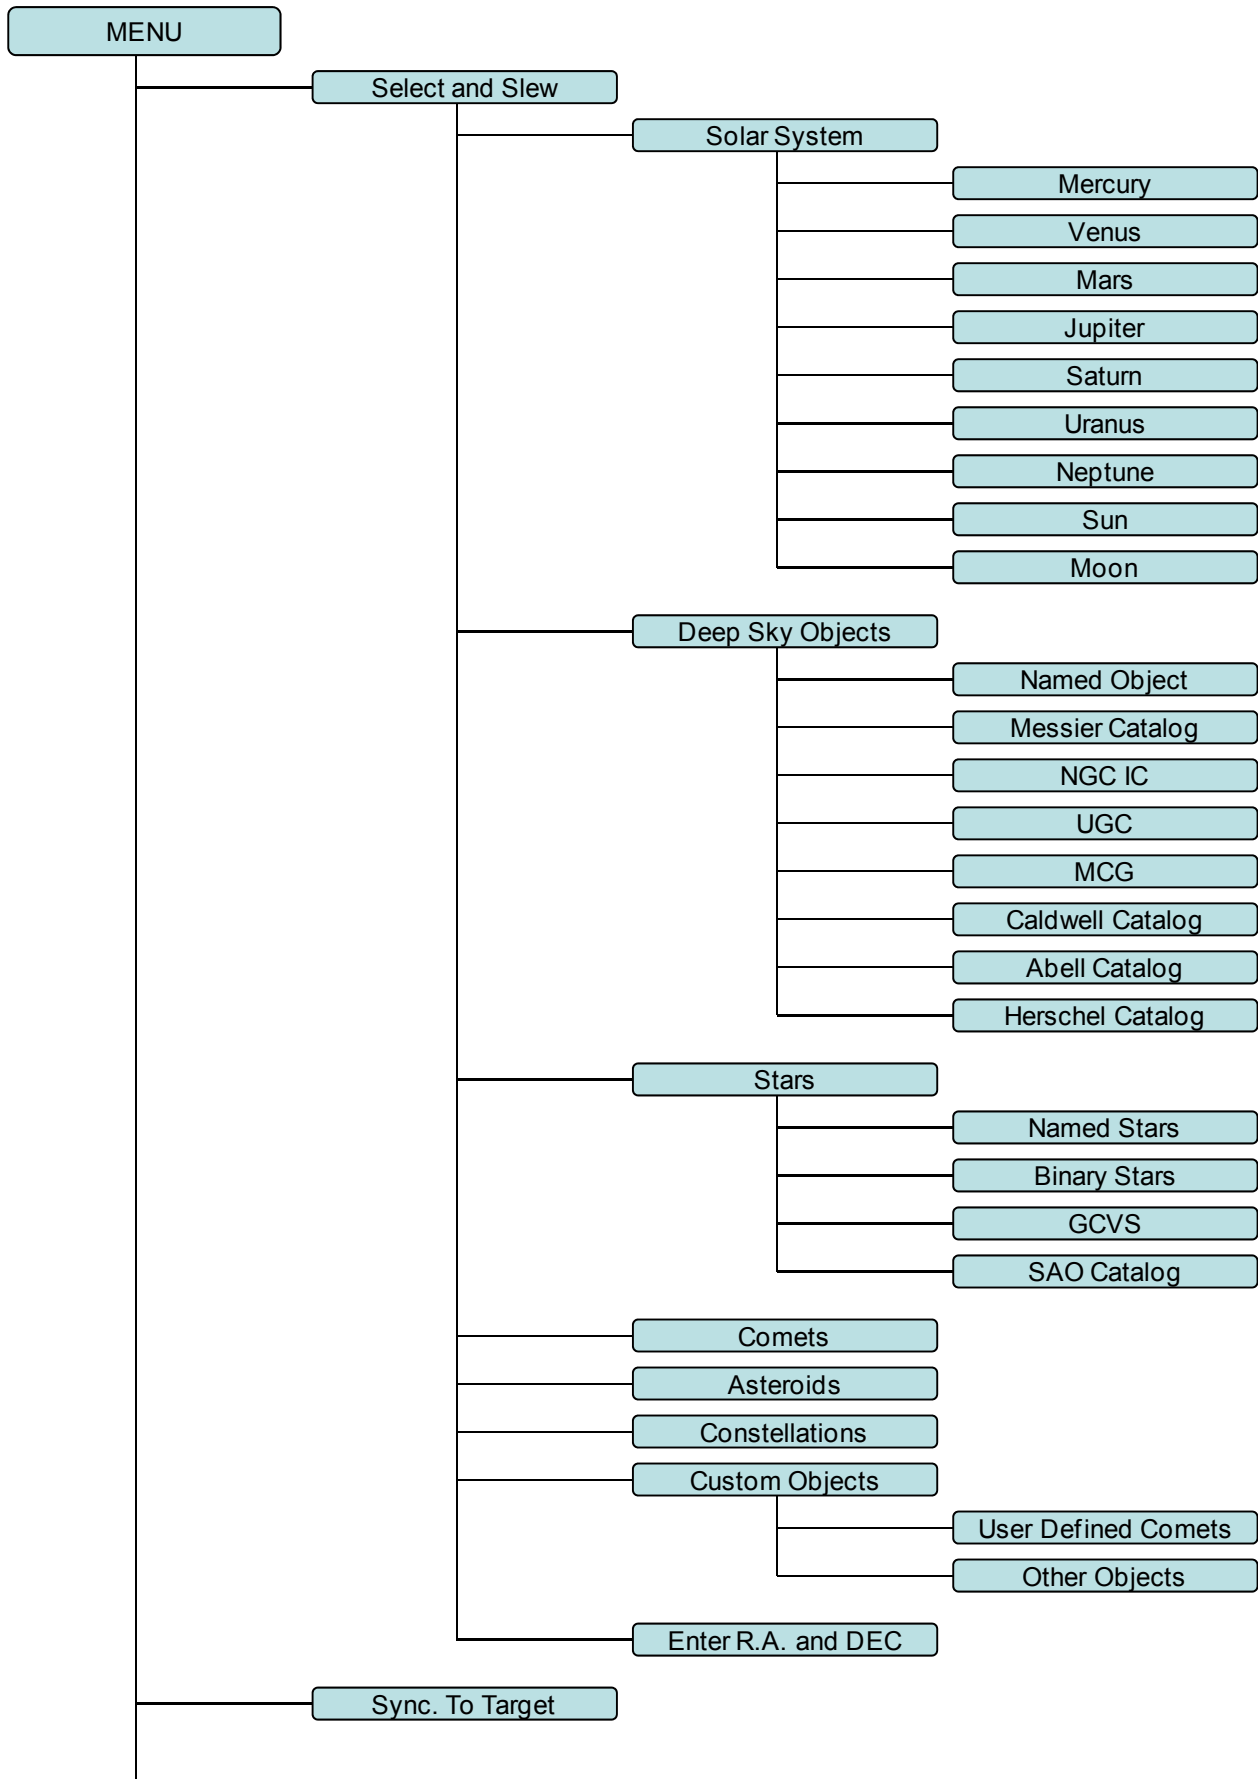 MENU
Select and Slew
Solar System
Mercury
Venus
Mars
Jupiter
Saturn
Uranus
Neptune
Sun
Moon
Deep Sky Objects
Named Object
Messier Catalog
NGC IC
UGC
MCG
Caldwell Catalog
Abell Catalog
Herschel Catalog
Stars
Named Stars
Binary Stars
GCVS
SAO Catalog
Comets
Asteroids
Constellations
Custom Objects
User Defined Comets
Other Objects
Enter R.A. and DEC
Sync. To Target